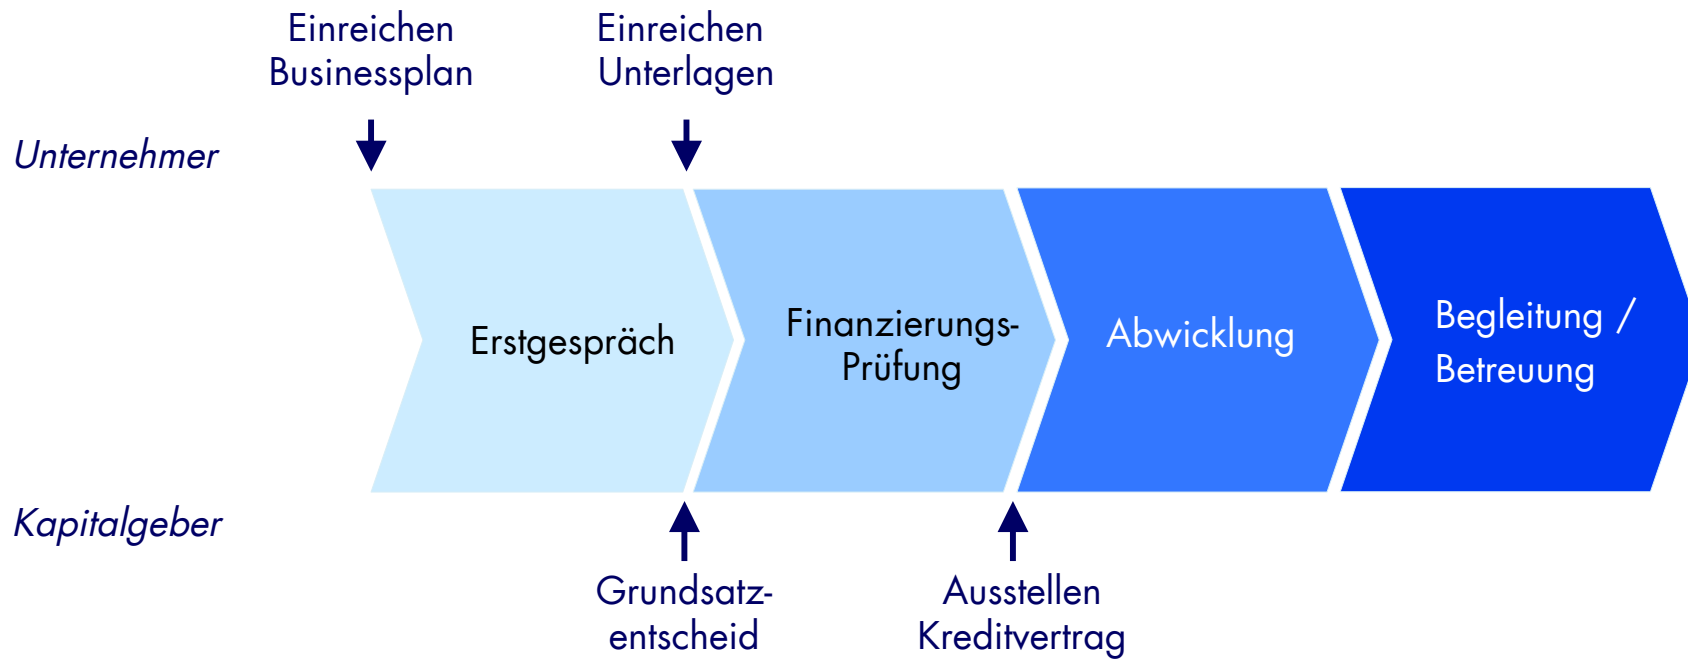 Einreichen
Businessplan
Einreichen
Unterlagen
Unternehmer
Erstgespräch
Finanzierungs-
Prüfung
Abwicklung
Begleitung /
Betreuung
Kapitalgeber
Grundsatz-
entscheid
Ausstellen
Kreditvertrag